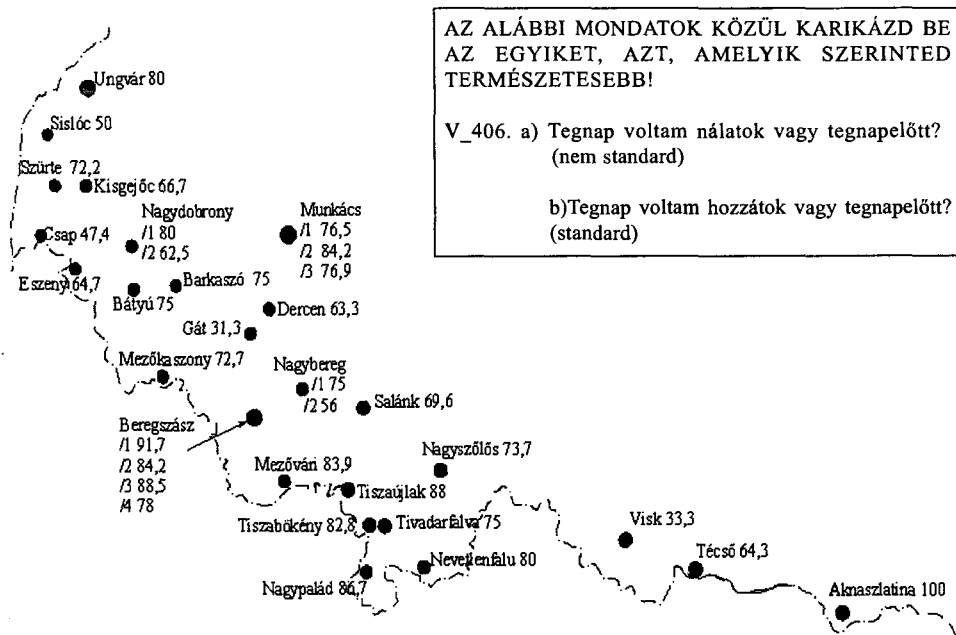 AZ ALÁBBI MONDATOK KÖZÜL KARIKÁZD BE
AZ EGYIKET, AZT, AMELYIK SZERINTED
TERMÉSZETESEBB!
V_406. a) Tegnap voltam nálatok vagy tegnapelőtt?
(nem standard)
b)Tegnap voltam hozzátok vagy tegnapelőtt?
(standard)
Ungvár 80
Sislóc 50
Szürte 72,2
Kisgejőc 66,7
Nagydobrony
/1 80
/2 62,5
Munkács
/1 76,5
/2 84,2
/3 76,9
Csap 47,4
Eszeny 64,7
Bátyú 75
Barkaszó 75
Dercen 63,3
Gát 31,3
Mezőkaszony 72,7
Nagybereg
/1 75
/2 56
Salánk 69,6
Beregszász
/1 91,7
/2 84,2
/3 88,5
/4 78
Mezővári 83,9
Nagyszőlős 73,7
Tiszaújlak 88
Tiszabökény 82,8
Tivadarfalva 75
Visk 33,3
Técső 64,3
Nevetlenfalu 80
Nagypalád 86,7
Aknaszlatina 100